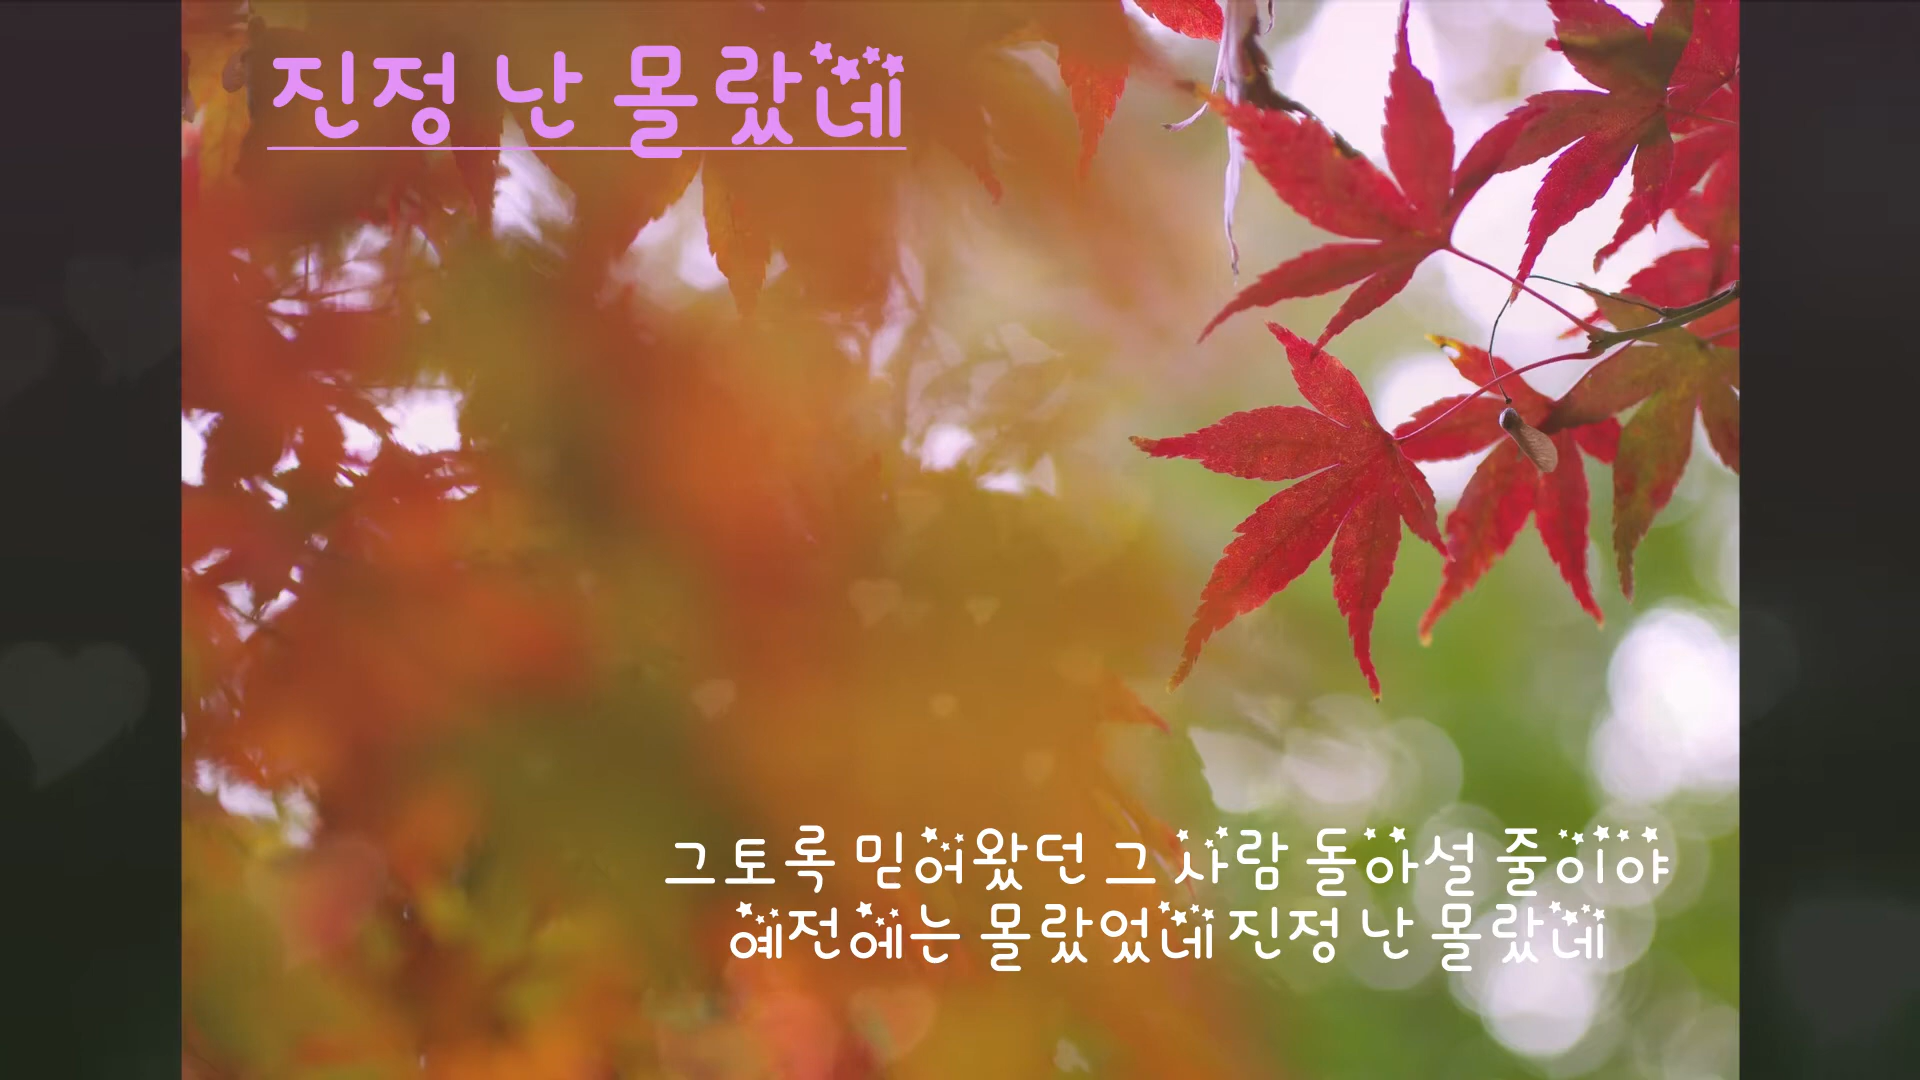 진정 난 몰랐네
그토록 믿어왔던 그 사람 돌아설 줄이야
예전에는 몰랐었네 진정 난 몰랐네